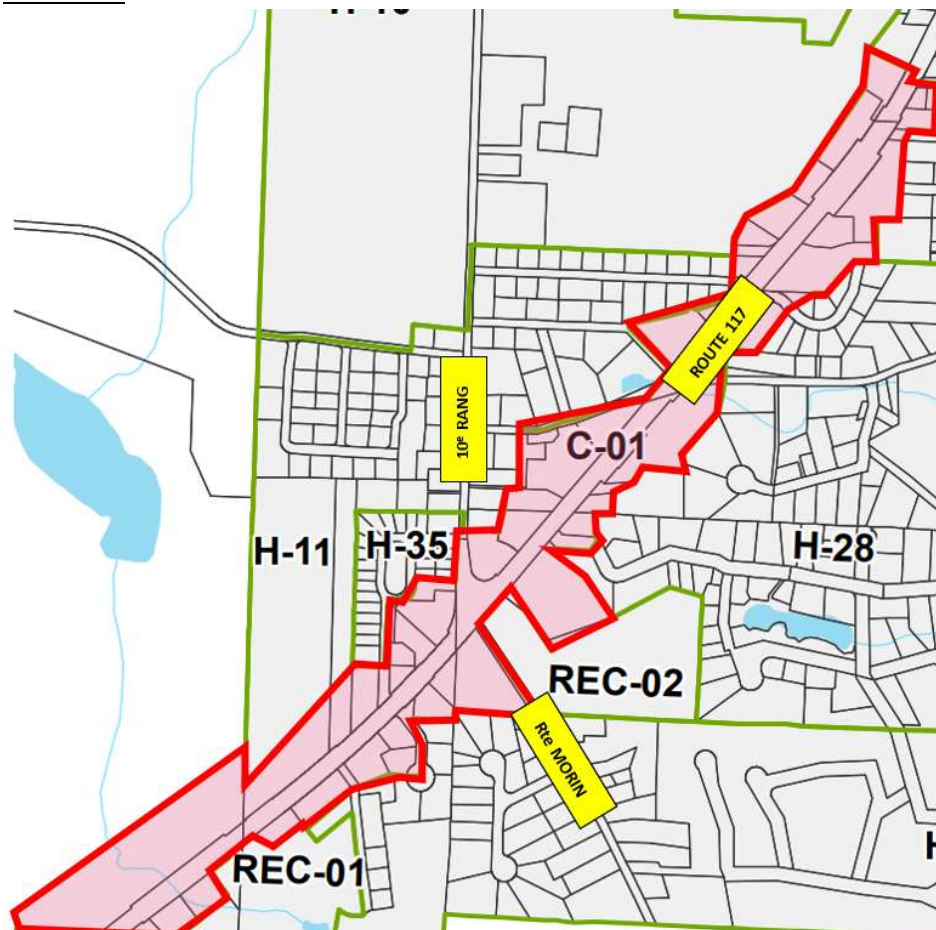 ROUTE 117
10e RANG
C-01
H-11
H-35
H-28
REC-02
Rte MORIN
REC-01